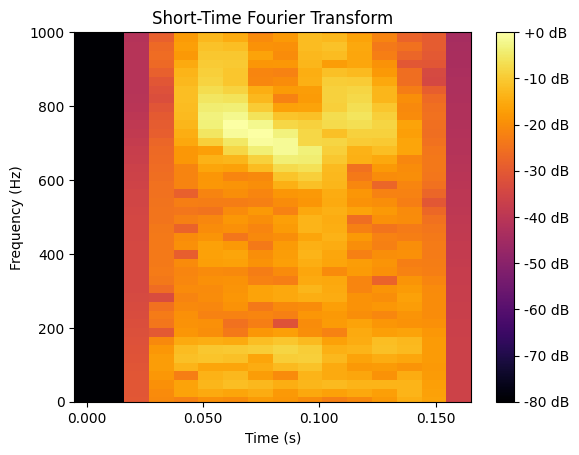 Short-Time Fourier Transform
1000
800
600
400
200
0
Frequency (Hz)
0.000
0.050
0.100
0.150
Time (s)
+0 dB
-10 dB
-20 dB
-30 dB
-40 dB
-50 dB
-60 dB
-70 dB
-80 dB